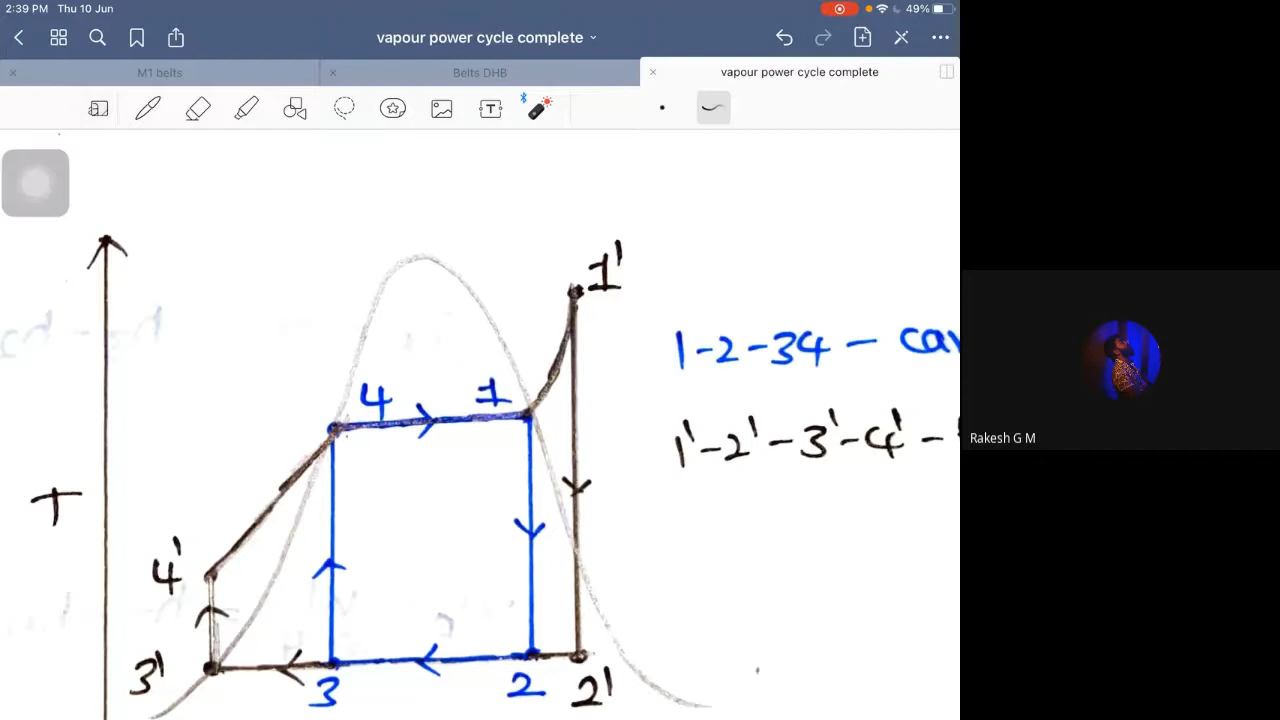 2:39 PM Thu 10 Jun
49%
vapour power cycle complete
M1 belts
Belts DHB
vapour power cycle complete
T
1'
4 1
1-2-34 -
1'-2'-3'-4'-
4'
3' 3 2 2'
Rakesh G M